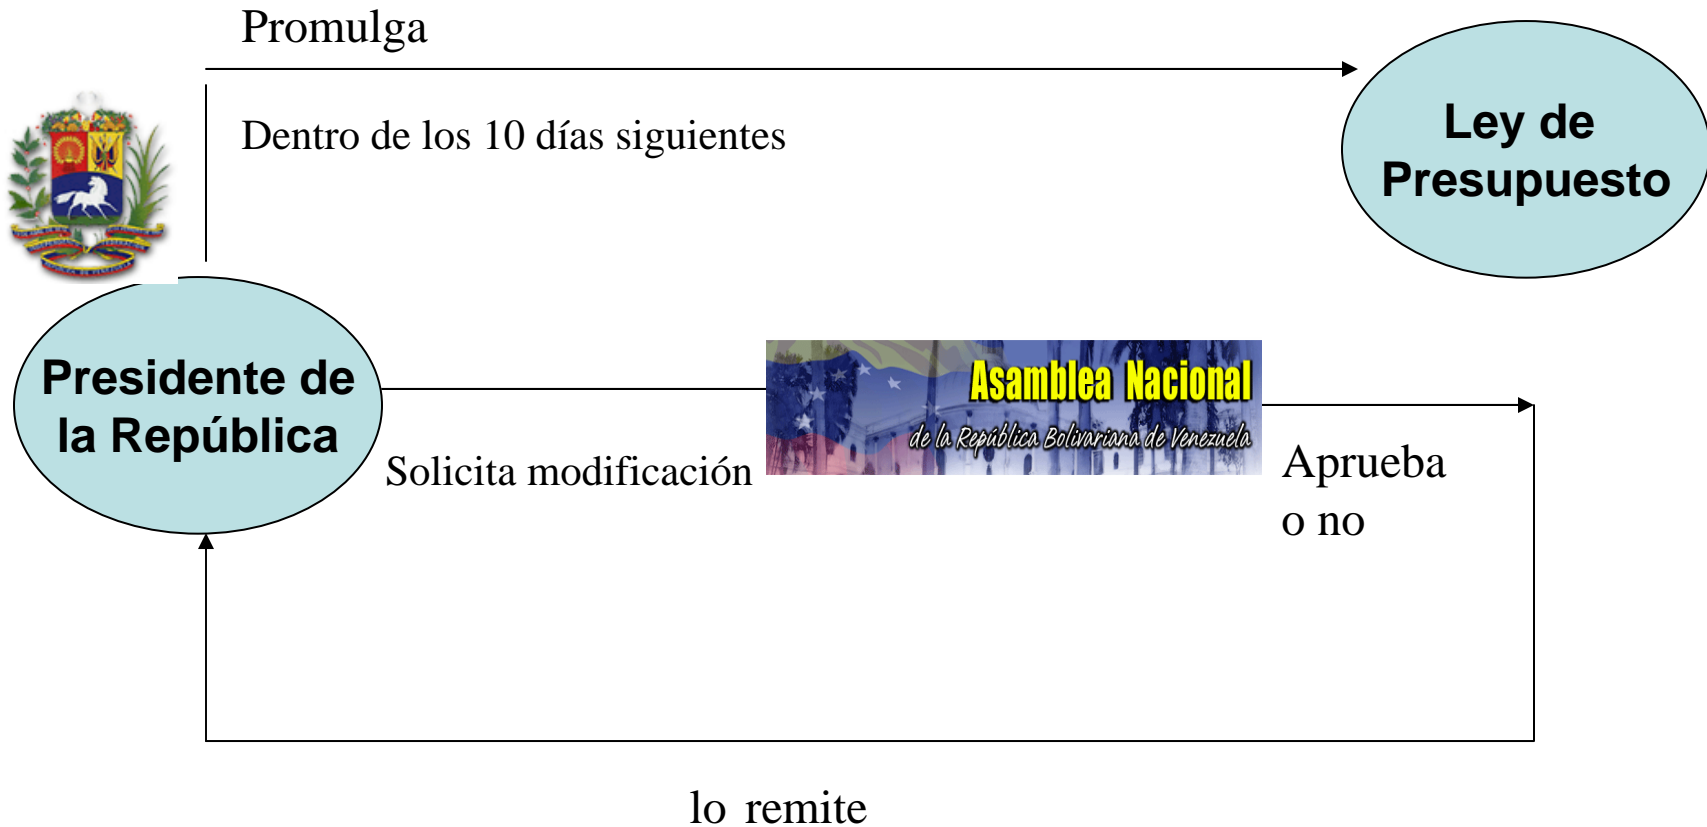 Promulga
Dentro de los 10 días siguientes
Ley de
Presupuesto
Presidente de
la República
Solicita modificación
Asamblea Nacional
de la República Bolivariana de Venezuela
Aprueba
o no
lo remite